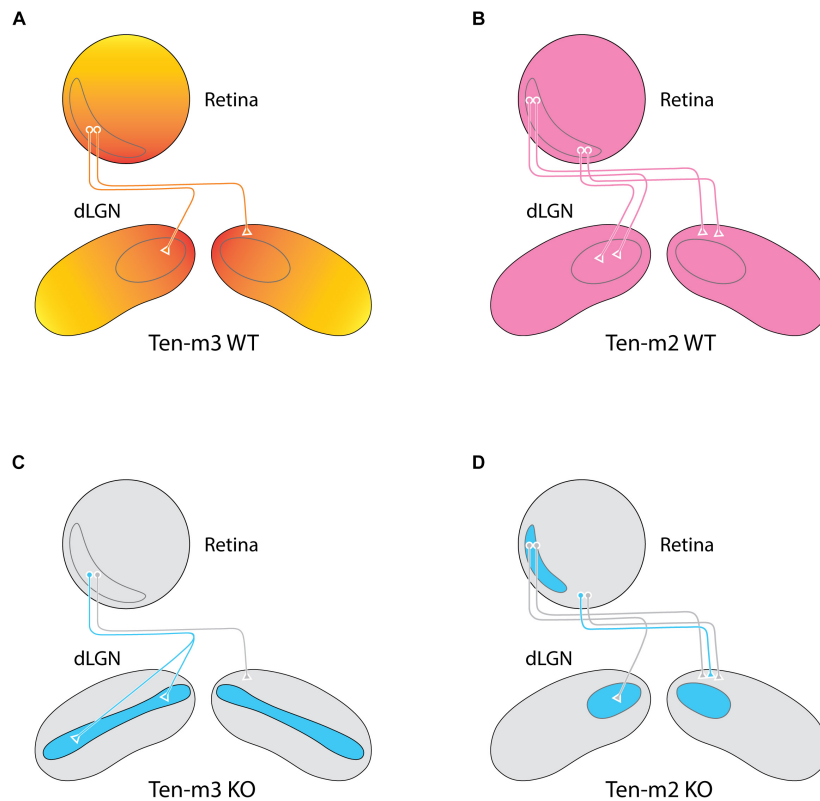 A
B
Retina
Retina
dLGN
dLGN
Ten-m3 WT
Ten-m2 WT
C
D
Retina
Retina
dLGN
dLGN
Ten-m3 KO
Ten-m2 KO